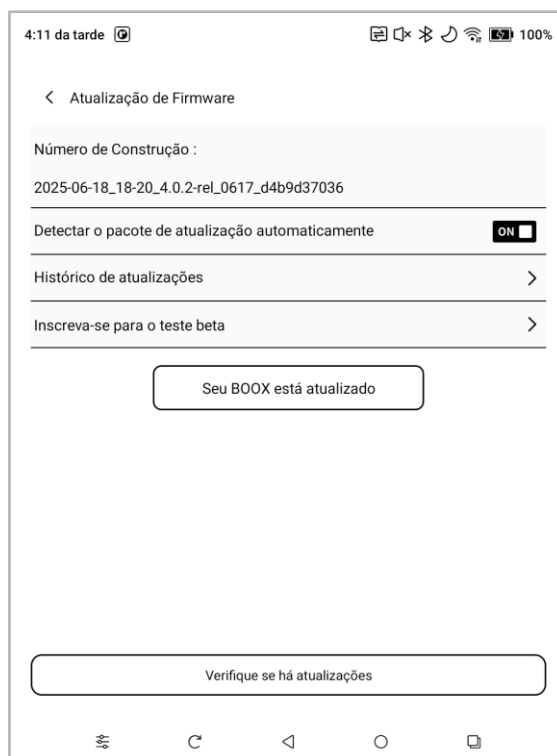 4:11 da tarde
100%
Atualização de Firmware
Número de Construção :
2025-06-18_18-20_4.0.2-rel_0617_d4b9d37036
Detectar o pacote de atualização automaticamente
ON
Histórico de atualizações
Inscreva-se para o teste beta
Seu BOOX está atualizado
Verifique se há atualizações